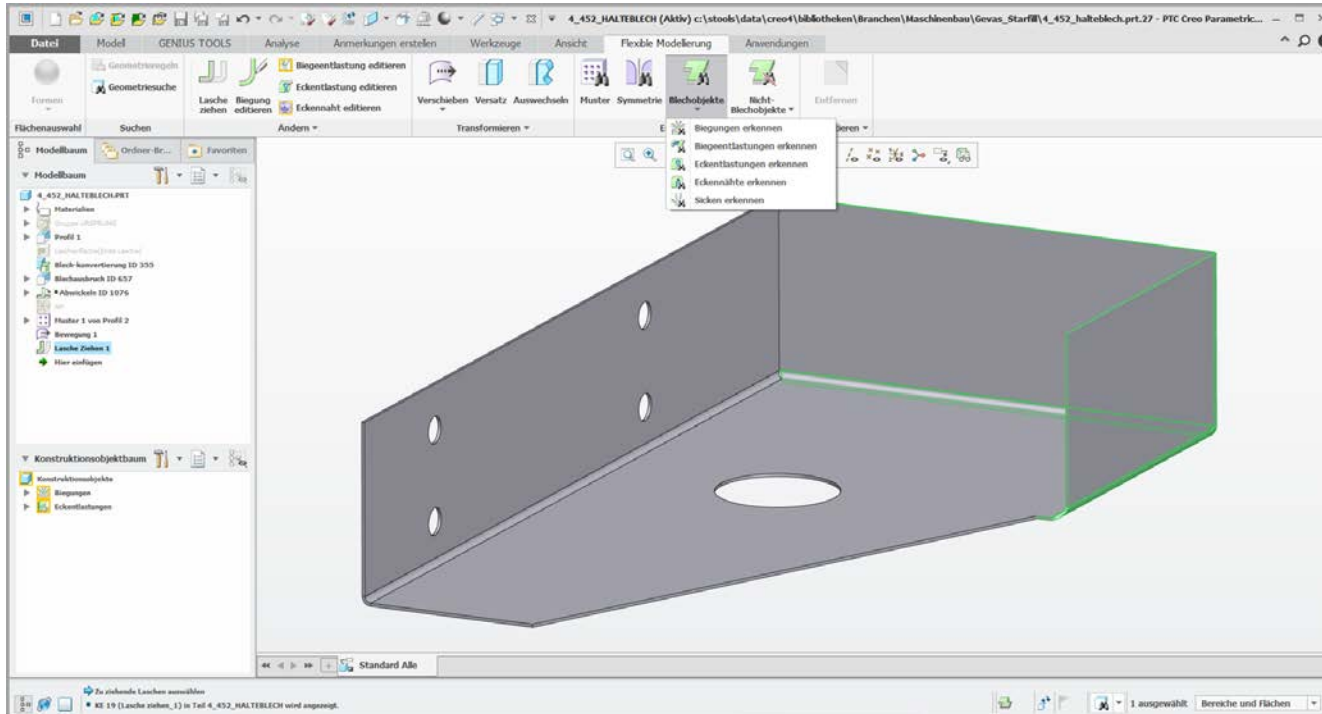 4_452_HALTEBLECH (Aktiv) c:\stools\data\creo4\bibliotheken\Branchen\Maschinenbau\Gevas_Starfill\4_452_halteblech.prt.27 - PTC Creo Parametric...
Datei Modell GENIUS TOOLS Analyse Anmerkungen erstellen Werkzeuge Ansicht Flexible Modellierung Anwendungen
Formen
Geometrieregeln
Geometriesuche
Lasche ziehen
Biegung editieren
Biegeentlastung editieren
Eckentlastung editieren
Eckennaht editieren
Verschieben Versatz Auswechseln Muster Symmetrie Blechobjekte
Nicht-Blechobjekte
Entfernen
Flächenauswahl Suchen Ändern Transformieren
Biegungen erkennen
Biegeentlastungen erkennen
Eckentlastungen erkennen
Eckennähte erkennen
Sicken erkennen
Modellbaum Ordner-Br... Favoriten
Modellbaum
4_452_HALTEBLECH.PRT
Materialien
Profil 1
Blech-konvertierung ID 355
Blechausbruch ID 657
Abwickeln ID 1076
Muster 1 von Profil 2
Bewegung 1
Lasche Ziehen 1
Hier einfügen
Konstruktionsobjektbaum
Konstruktionsobjekte
Biegungen
Eckentlastungen
Standard Alle
Zu ziehende Laschen auswählen
KE 19 (Lasche ziehen_1) in Teil 4_452_HALTEBLECH wird angezeigt.
1 ausgewählt Bereiche und Flächen